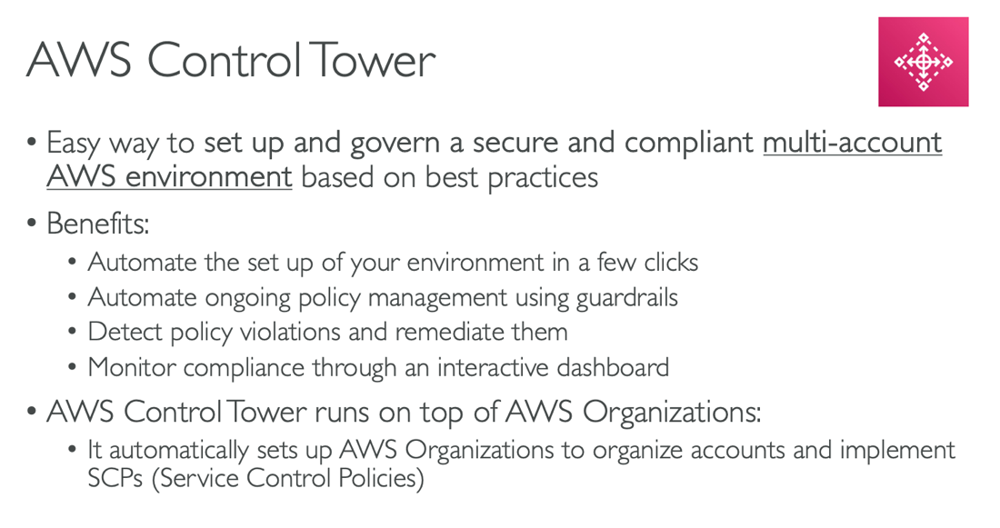 AWS Control Tower
• Easy way to set up and govern a secure and compliant multi-account
AWS environment based on best practices
• Benefits:
• Automate the set up of your environment in a few clicks
• Automate ongoing policy management using guardrails
• Detect policy violations and remediate them
• Monitor compliance through an interactive dashboard
• AWS Control Tower runs on top of AWS Organizations:
• It automatically sets up AWS Organizations to organize accounts and implement
SCPs (Service Control Policies)